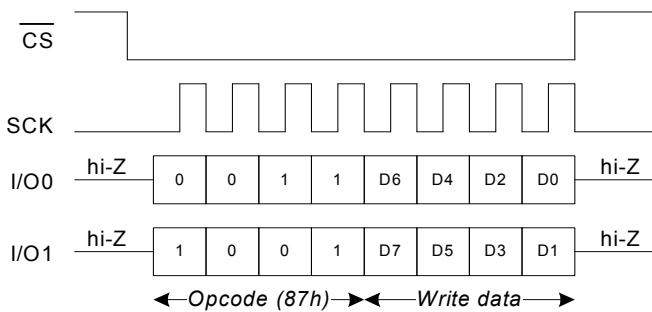 CS
SCK
I/O0 hi-Z 0 0 1 1 D6 D4 D2 D0 hi-Z
I/O1 hi-Z 1 0 0 1 D7 D5 D3 D1 hi-Z
Opcode (87h) Write data